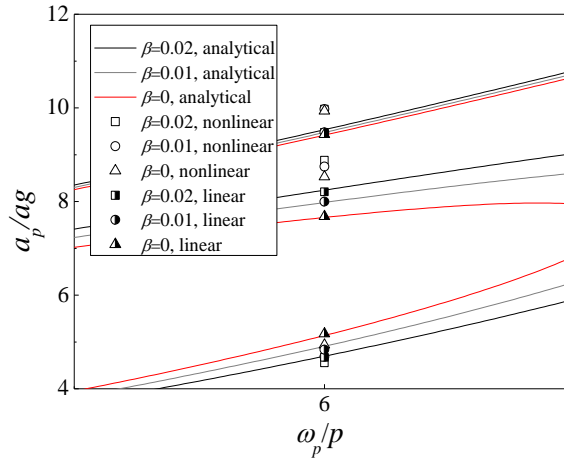 12
10
8
6
4
a_p/ag
β=0.02, analytical
β=0.01, analytical
β=0, analytical
β=0.02, nonlinear
β=0.01, nonlinear
β=0, nonlinear
β=0.02, linear
β=0.01, linear
β=0, linear
6
ω_p/p